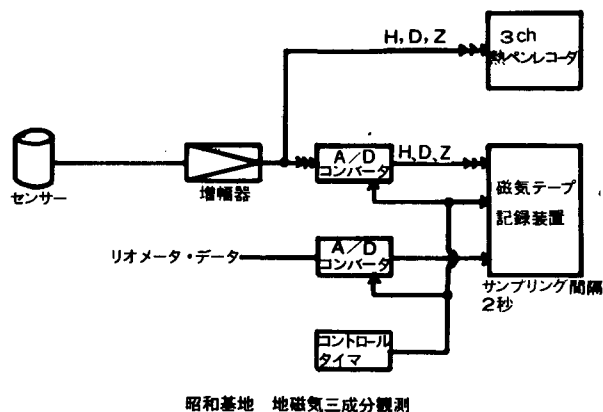 H, D, Z
3ch
熱ペンレコーダ
センサー
増幅器
A/D
コンバータ
H、D、Z
磁気テープ
記録装置
リオメータ・データ
A/D
コンバータ
サンプリング間隔
2秒
コントロール
タイマ
昭和基地 地磁気三成分観測